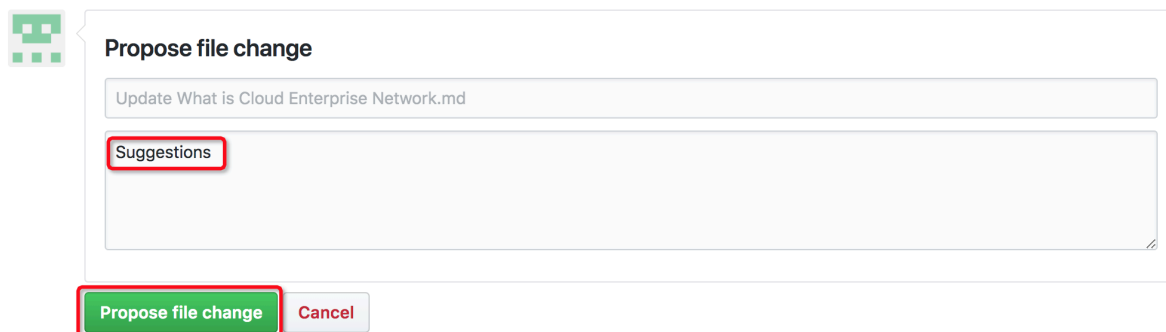 Propose file change
Update What is Cloud Enterprise Network.md
Suggestions
Propose file change Cancel